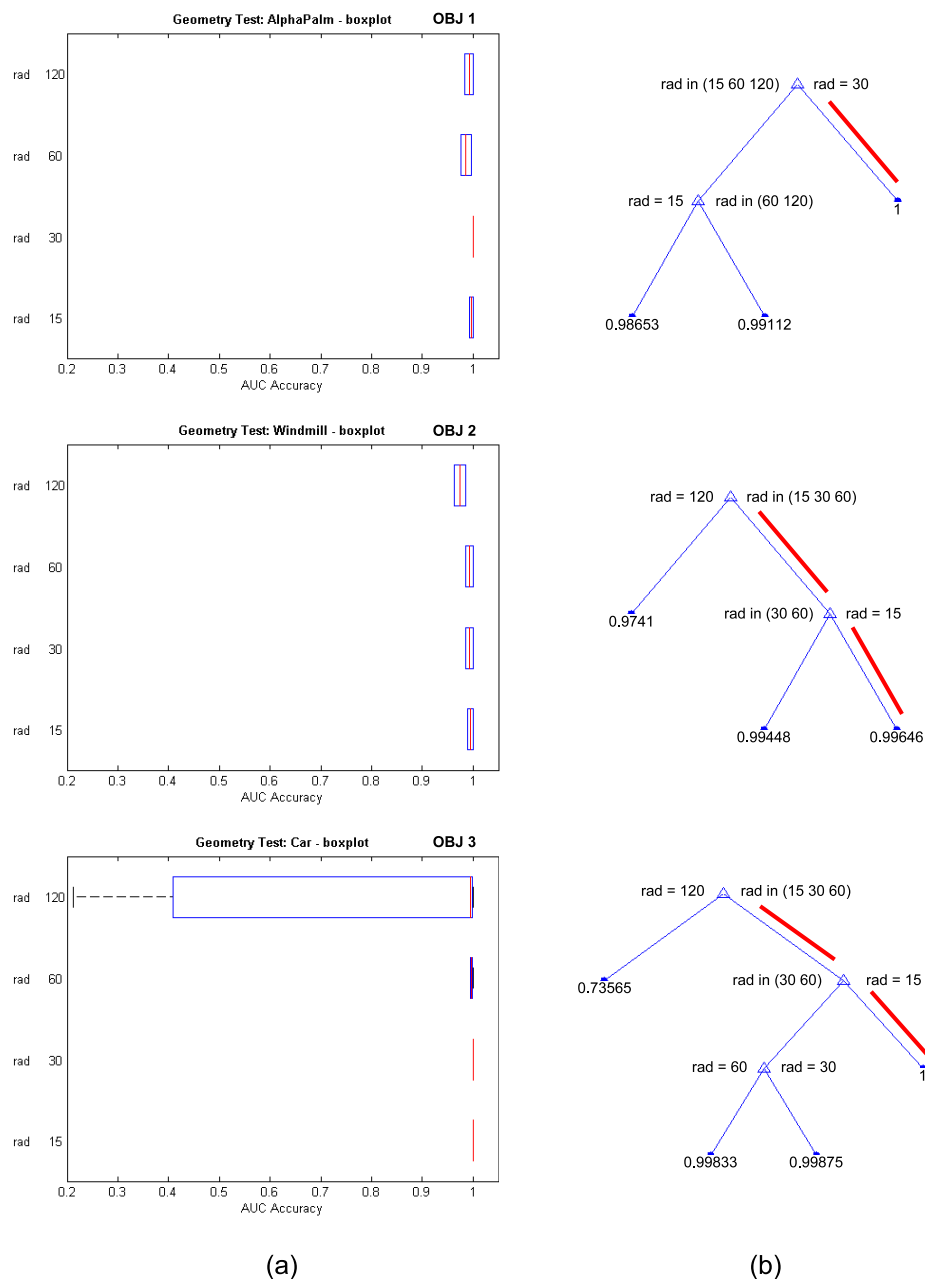 Geometry Test: AlphaPalm - boxplot OBJ 1
rad 120
rad 60
rad 30
rad 15
0.2 0.3 0.4 0.5 0.6 0.7 0.8 0.9 1
AUC Accuracy
rad in (15 60 120) rad = 30
rad = 15 rad in (60 120)
1
0.98653 0.99112
Geometry Test: Windmill - boxplot OBJ 2
rad 120
rad 60
rad 30
rad 15
0.2 0.3 0.4 0.5 0.6 0.7 0.8 0.9 1
AUC Accuracy
rad = 120 rad in (15 30 60)
0.9741
rad in (30 60) rad = 15
0.99448 0.99646
Geometry Test: Car - boxplot OBJ 3
rad 120
rad 60
rad 30
rad 15
0.2 0.3 0.4 0.5 0.6 0.7 0.8 0.9 1
AUC Accuracy
rad = 120 rad in (15 30 60)
0.73565
rad in (30 60) rad = 15
rad = 60 rad = 30
1
0.99833 0.99875
(a) (b)